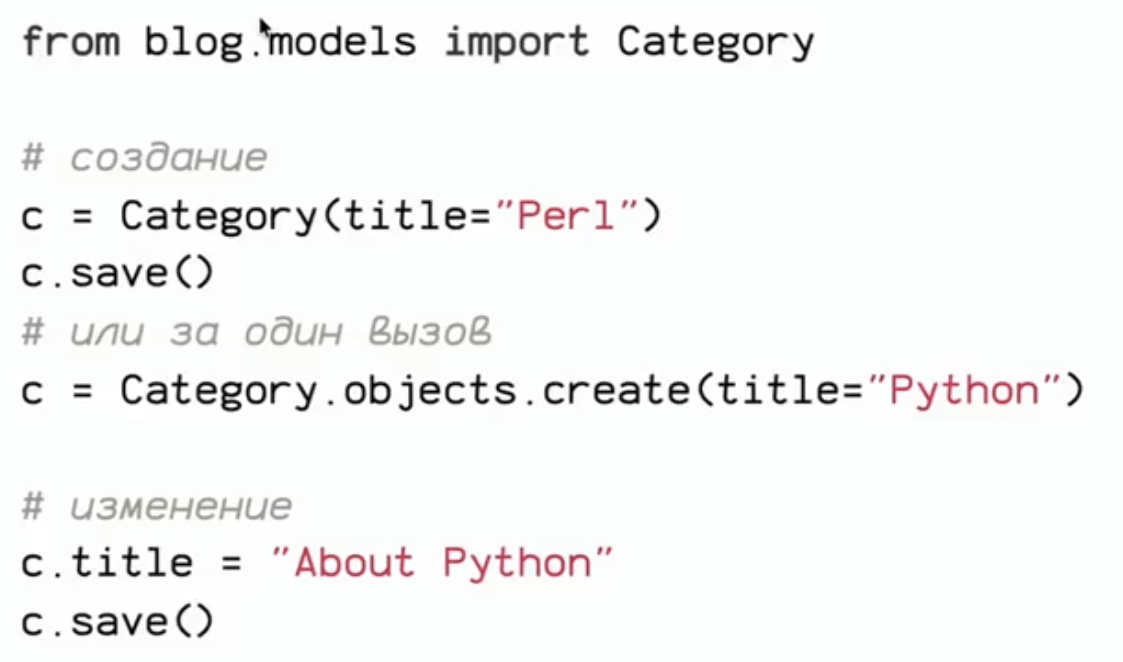 from blog.models import Category
# создание
c = Category(title="Perl")
c.save()
# или за один вызов
c = Category.objects.create(title="Python")
# изменение
c.title = "About Python"
c.save()